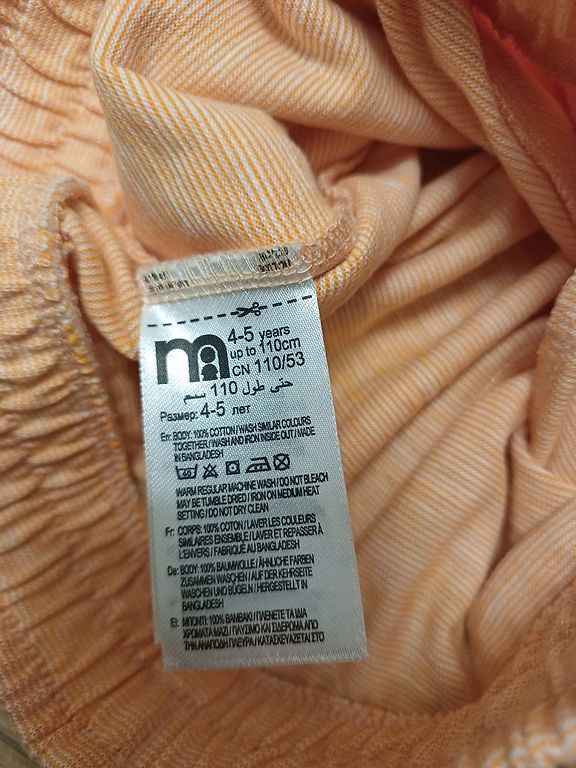 4-5 years
up to 110cm
CN 110/53
حتى طول 110 سم
Размер: 4-5 лет
En: BODY: 100% COTTON / WASH SIMILAR COLOURS
TOGETHER / WASH AND IRON INSIDE OUT / MADE
IN BANGLADESH
40
WARM REGULAR MACHINE WASH / DO NOT BLEACH
MAY BE TUMBLE DRIED / IRON ON MEDIUM HEAT
SETTING / DO NOT DRY CLEAN
Fr: CORPS: 100% COTON / LAVER LES COULEURS
SIMILAIRES ENSEMBLE / LAVER ET REPASSER À
L'ENVERS / FABRIQUÉ AU BANGLADESH
De: BODY: 100% BAUMWOLLE / ÄHNLICHE FARBEN
ZUSAMMEN WASCHEN / AUF DER KEHRSEITE
WASCHEN UND BÜGELN / HERGESTELLT IN
BANGLADESH
El: ΜΠΟΝΤΙ: 100% ΒΑΜΒΑΚΙ / ΠΛΕΝΕΤΕ ΤΑ ΙΔΙΑ
ΧΡΩΜΑΤΑ ΜΑΖΙ / ΠΛΥΣΙΜΟ ΚΑΙ ΣΙΔΕΡΩΜΑ ΑΠΟ
ΤΗΝ ΑΝΑΠΟΔΗ ΠΛΕΥΡΑ / ΚΑΤΑΣΚΕΥΑΖΕΤΑΙ ΣΤΟ